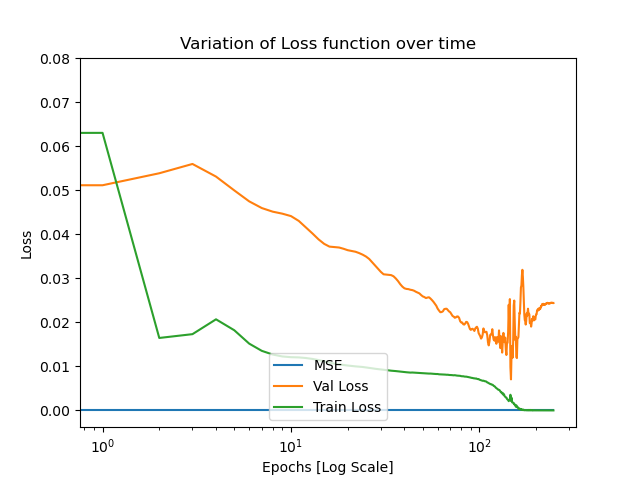 Variation of Loss function over time
0.08
0.07
0.06
0.05
0.04
0.03
0.02
0.01
0.00
Loss
MSE
Val Loss
Train Loss
10⁰
10¹
10²
Epochs [Log Scale]